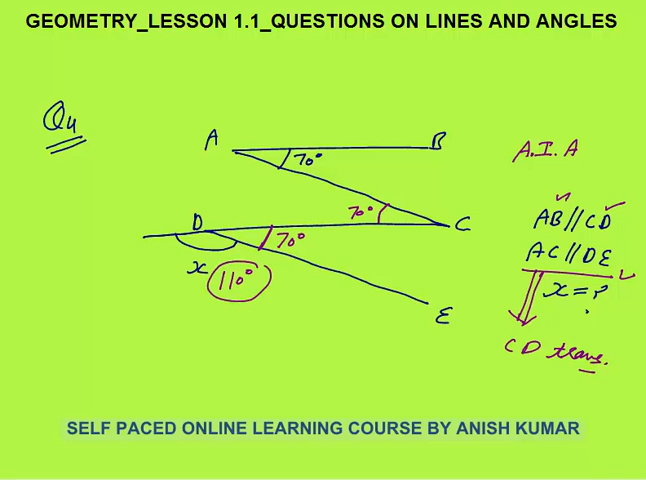 GEOMETRY_LESSON 1.1_QUESTIONS ON LINES AND ANGLES
Q4
A
B
70°
A.I.A
70°
C
AB//CD
D
70°
AC//DE
x
110°
x=?
E
CD trans.
SELF PACED ONLINE LEARNING COURSE BY ANISH KUMAR